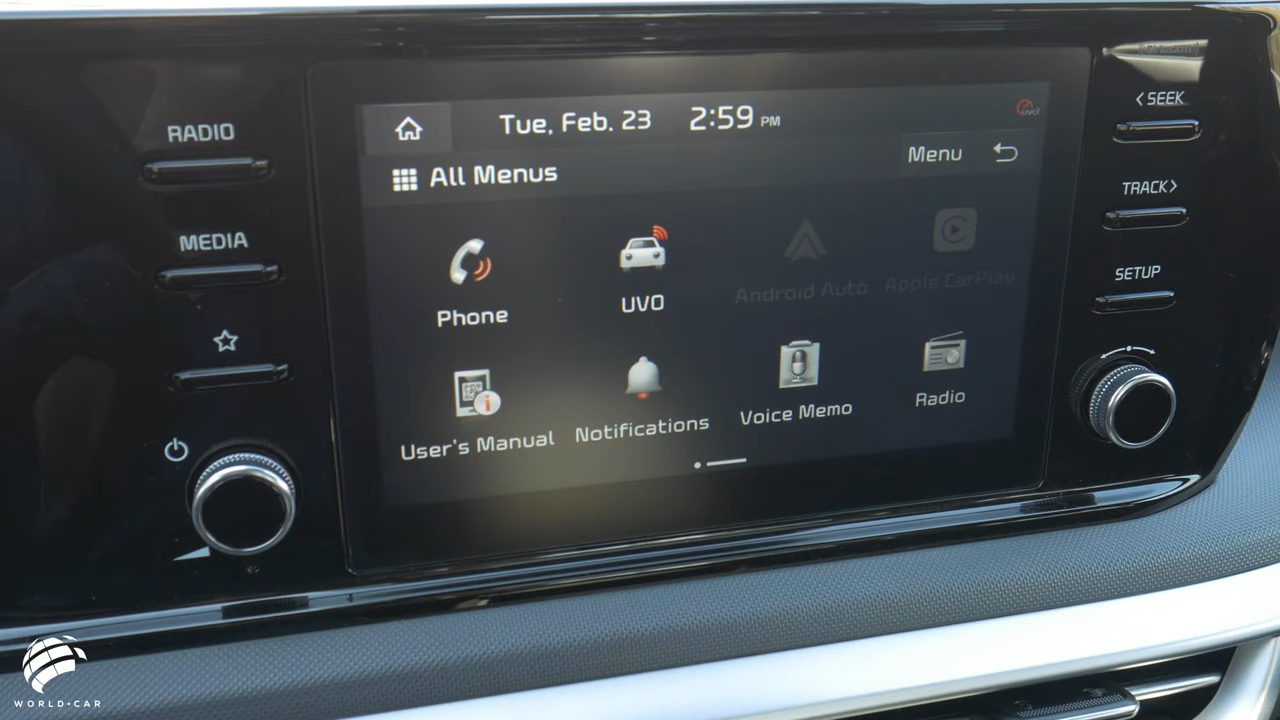 RADIO
MEDIA
Tue, Feb. 23 2:59 PM
uvo
All Menus
Menu
Phone
UVO
Android Auto
Apple CarPlay
User's Manual
Notifications
Voice Memo
Radio
< SEEK
TRACK >
SETUP
WORLD·CAR